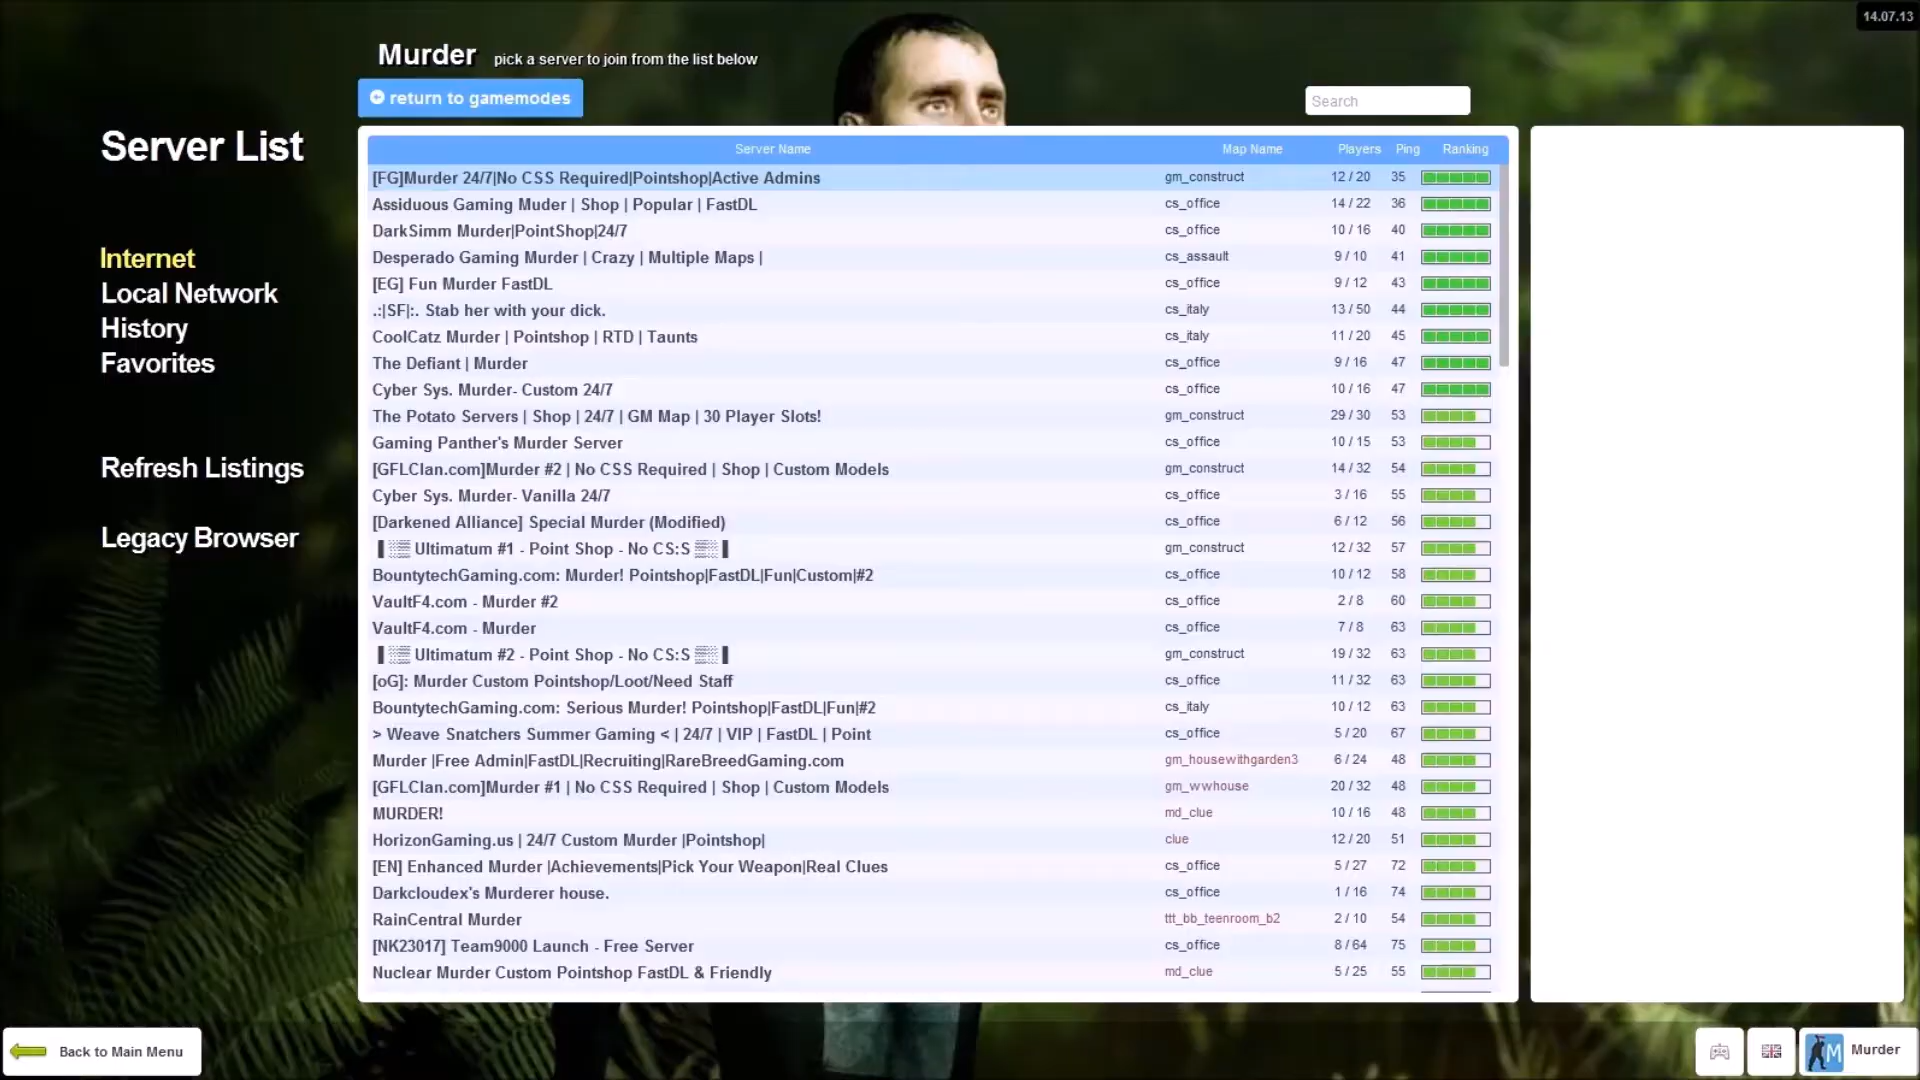 14.07.13
Murder pick a server to join from the list below
return to gamemodes
Search
Server List
Internet
Local Network
History
Favorites
Refresh Listings
Legacy Browser
Server Name Map Name Players Ping Ranking
[FG]Murder 24/7|No CSS Required|Pointshop|Active Admins gm_construct 12 / 20 35
Assiduous Gaming Muder | Shop | Popular | FastDL cs_office 14 / 22 36
DarkSimm Murder|PointShop|24/7 cs_office 10 / 16 40
Desperado Gaming Murder | Crazy | Multiple Maps | cs_assault 9 / 10 41
[EG] Fun Murder FastDL cs_office 9 / 12 43
.:|SF|:. Stab her with your dick. cs_italy 13 / 50 44
CoolCatz Murder | Pointshop | RTD | Taunts cs_italy 11 / 20 45
The Defiant | Murder cs_office 9 / 16 47
Cyber Sys. Murder- Custom 24/7 cs_office 10 / 16 47
The Potato Servers | Shop | 24/7 | GM Map | 30 Player Slots! gm_construct 29 / 30 53
Gaming Panther's Murder Server cs_office 10 / 15 53
[GFLClan.com]Murder #2 | No CSS Required | Shop | Custom Models gm_construct 14 / 32 54
Cyber Sys. Murder- Vanilla 24/7 cs_office 3 / 16 55
[Darkened Alliance] Special Murder (Modified) cs_office 6 / 12 56
▌░▒ Ultimatum #1 - Point Shop - No CS:S ▒░▐ gm_construct 12 / 32 57
BountytechGaming.com: Murder! Pointshop|FastDL|Fun|Custom|#2 cs_office 10 / 12 58
VaultF4.com - Murder #2 cs_office 2 / 8 60
VaultF4.com - Murder cs_office 7 / 8 63
▌░▒ Ultimatum #2 - Point Shop - No CS:S ▒░▐ gm_construct 19 / 32 63
[oG]: Murder Custom Pointshop/Loot/Need Staff cs_office 11 / 32 63
BountytechGaming.com: Serious Murder! Pointshop|FastDL|Fun|#2 cs_italy 10 / 12 63
> Weave Snatchers Summer Gaming < | 24/7 | VIP | FastDL | Point cs_office 5 / 20 67
Murder |Free Admin|FastDL|Recruiting|RareBreedGaming.com gm_housewithgarden3 6 / 24 48
[GFLClan.com]Murder #1 | No CSS Required | Shop | Custom Models gm_wwhouse 20 / 32 48
MURDER! md_clue 10 / 16 48
HorizonGaming.us | 24/7 Custom Murder |Pointshop| clue 12 / 20 51
[EN] Enhanced Murder |Achievements|Pick Your Weapon|Real Clues cs_office 5 / 27 72
Darkcloudex's Murderer house. cs_office 1 / 16 74
RainCentral Murder ttt_bb_teenroom_b2 2 / 10 54
[NK23017] Team9000 Launch - Free Server cs_office 8 / 64 75
Nuclear Murder Custom Pointshop FastDL & Friendly md_clue 5 / 25 55
Back to Main Menu
M Murder